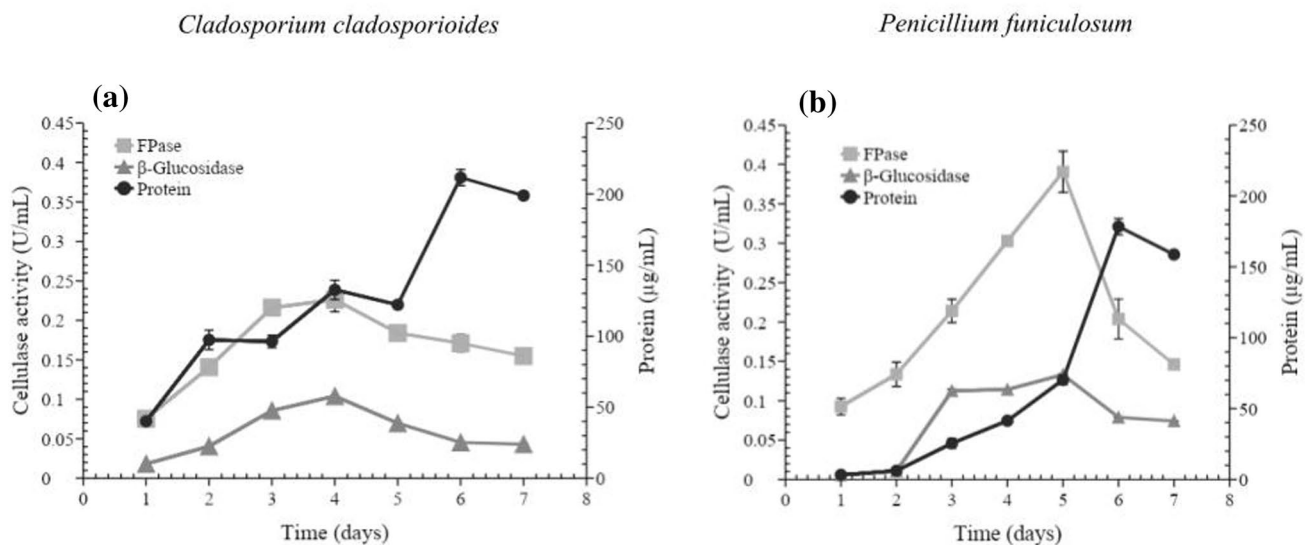 Cladosporium cladosporioides
Penicillium funiculosum
(a)
0.45
0.4
0.35
0.3
0.25
0.2
0.15
0.1
0.05
0
Cellulase activity (U/mL)
FPase
β-Glucosidase
Protein
250
200
150
100
50
0
Protein (µg/mL)
0 1 2 3 4 5 6 7 8
Time (days)
(b)
0.45
0.4
0.35
0.3
0.25
0.2
0.15
0.1
0.05
0
Cellulase activity (U/mL)
FPase
β-Glucosidase
Protein
250
200
150
100
50
0
Protein (µg/mL)
0 1 2 3 4 5 6 7 8
Time (days)